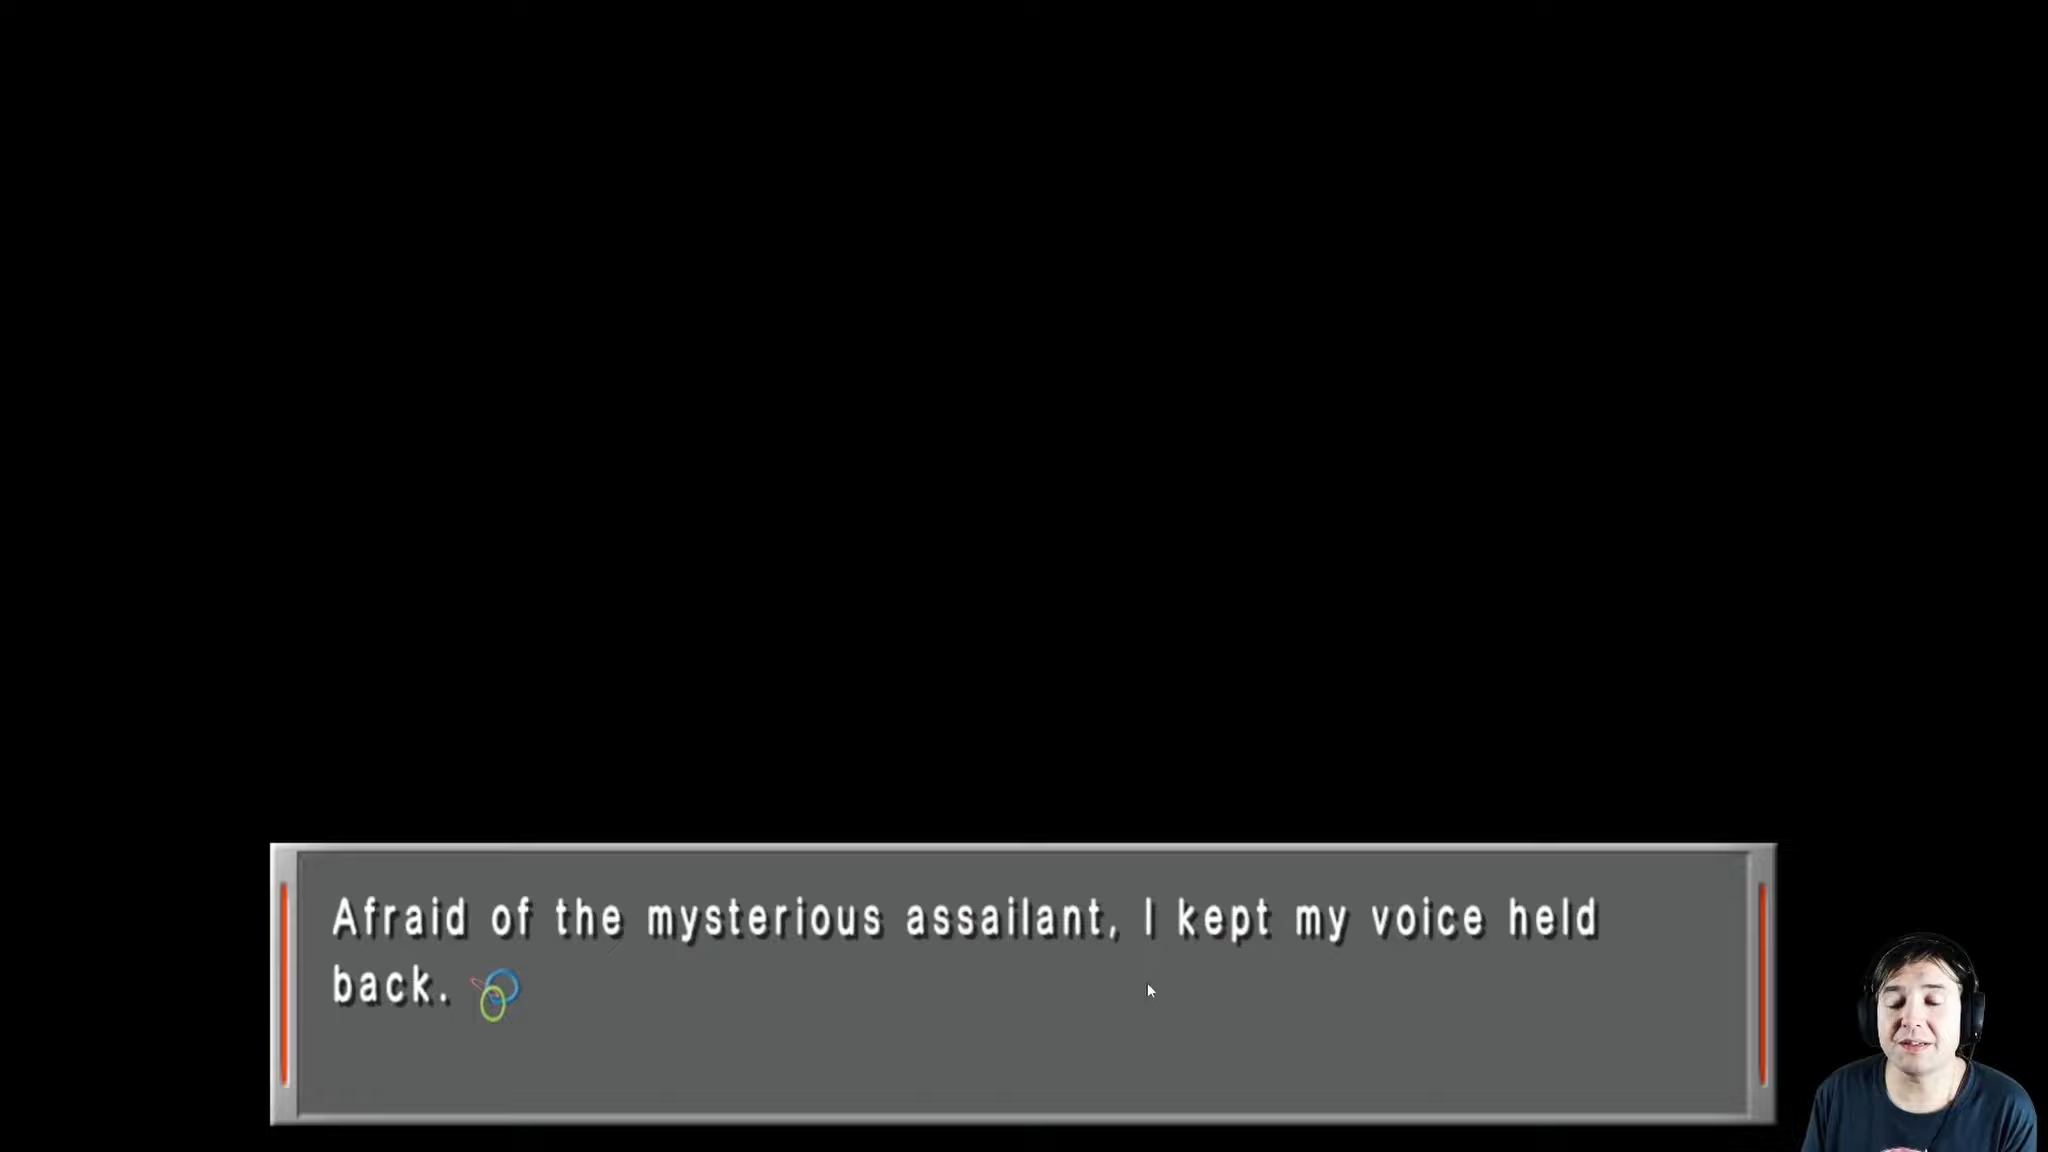 Afraid of the mysterious assailant, I kept my voice held
back.